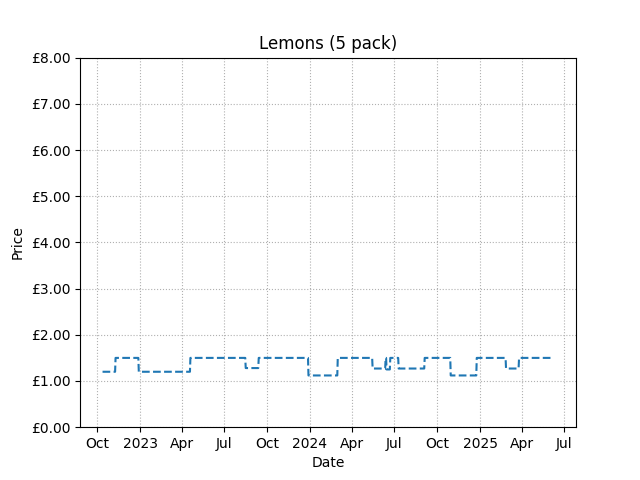 Lemons (5 pack)
£8.00
£7.00
£6.00
£5.00
£4.00
£3.00
£2.00
£1.00
£0.00
Price
Oct 2023 Apr Jul Oct 2024 Apr Jul Oct 2025 Apr Jul
Date